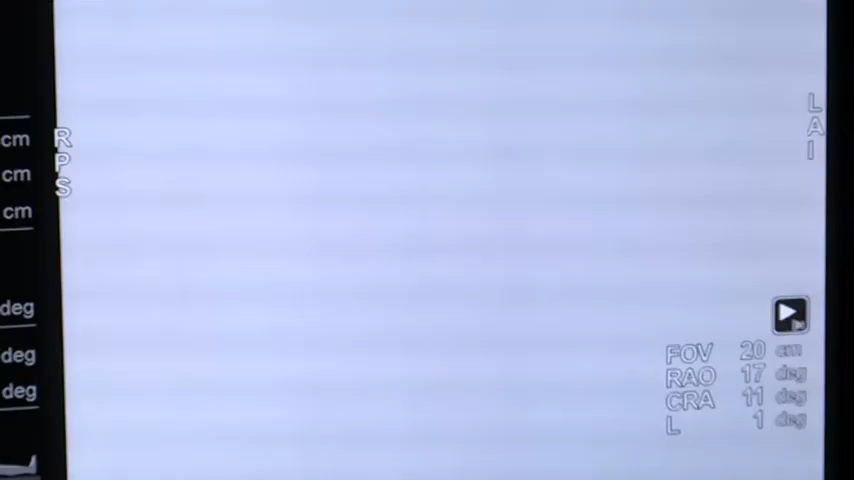 cm
cm
cm
deg
deg
deg
R
P
S
L
A
I
FOV 20 cm
RAO 17 deg
CRA 11 deg
L 1 deg